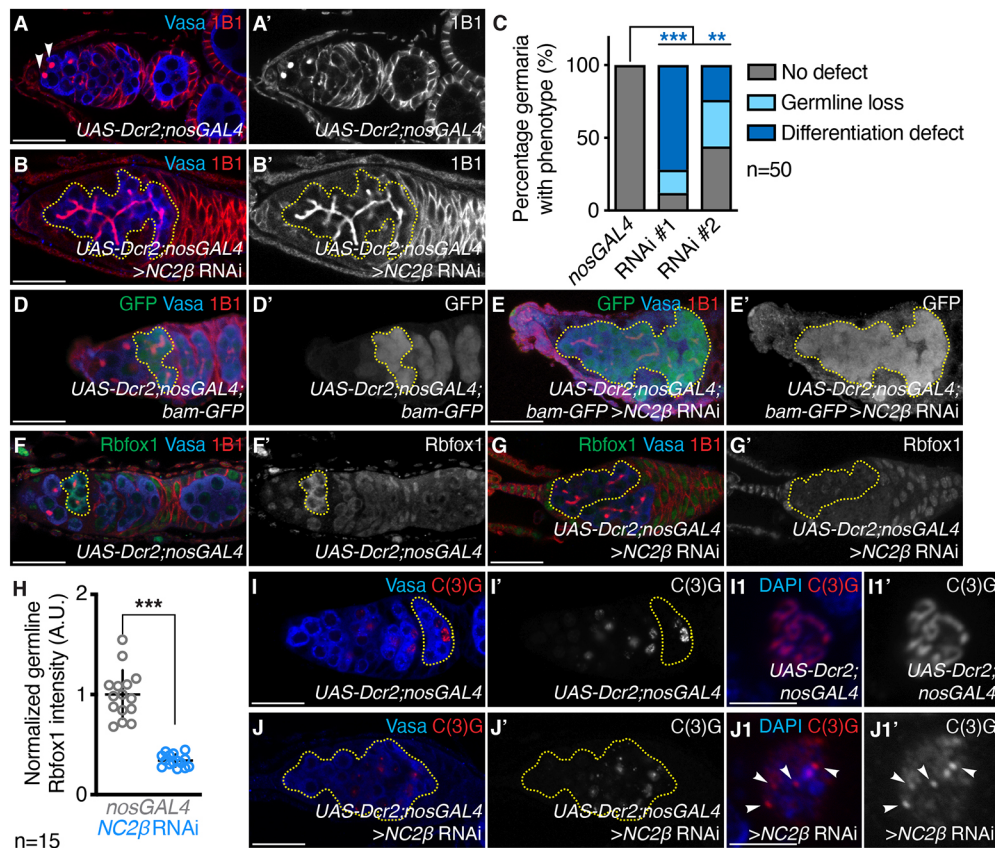 A Vasa 1B1
UAS-Dcr2;nosGAL4
A' 1B1
UAS-Dcr2;nosGAL4
B Vasa 1B1
UAS-Dcr2;nosGAL4
>NC2β RNAi
B' 1B1
UAS-Dcr2;nosGAL4
>NC2β RNAi
C
Percentage germaria
with phenotype (%)
100
50
0
*** **
nosGAL4
RNAi #1
RNAi #2
No defect
Germline loss
Differentiation defect
n=50
D GFP Vasa 1B1
UAS-Dcr2;nosGAL4;
bam-GFP
D' GFP
UAS-Dcr2;nosGAL4;
bam-GFP
E GFP Vasa 1B1
UAS-Dcr2;nosGAL4;
bam-GFP >NC2β RNAi
E' GFP
UAS-Dcr2;nosGAL4;
bam-GFP >NC2β RNAi
F Rbfox1 Vasa 1B1
UAS-Dcr2;nosGAL4
F' Rbfox1
UAS-Dcr2;nosGAL4
G Rbfox1 Vasa 1B1
UAS-Dcr2;nosGAL4
>NC2β RNAi
G' Rbfox1
UAS-Dcr2;nosGAL4
>NC2β RNAi
H
Normalized germline
Rbfox1 intensity (A.U.)
2
1
0
***
nosGAL4
NC2β RNAi
n=15
I Vasa C(3)G
UAS-Dcr2;nosGAL4
I' C(3)G
UAS-Dcr2;nosGAL4
I1 DAPI C(3)G
UAS-Dcr2;
nosGAL4
I1' C(3)G
UAS-Dcr2;
nosGAL4
J Vasa C(3)G
UAS-Dcr2;nosGAL4
>NC2β RNAi
J' C(3)G
UAS-Dcr2;nosGAL4
>NC2β RNAi
J1 DAPI C(3)G
>NC2β RNAi
J1' C(3)G
>NC2β RNAi